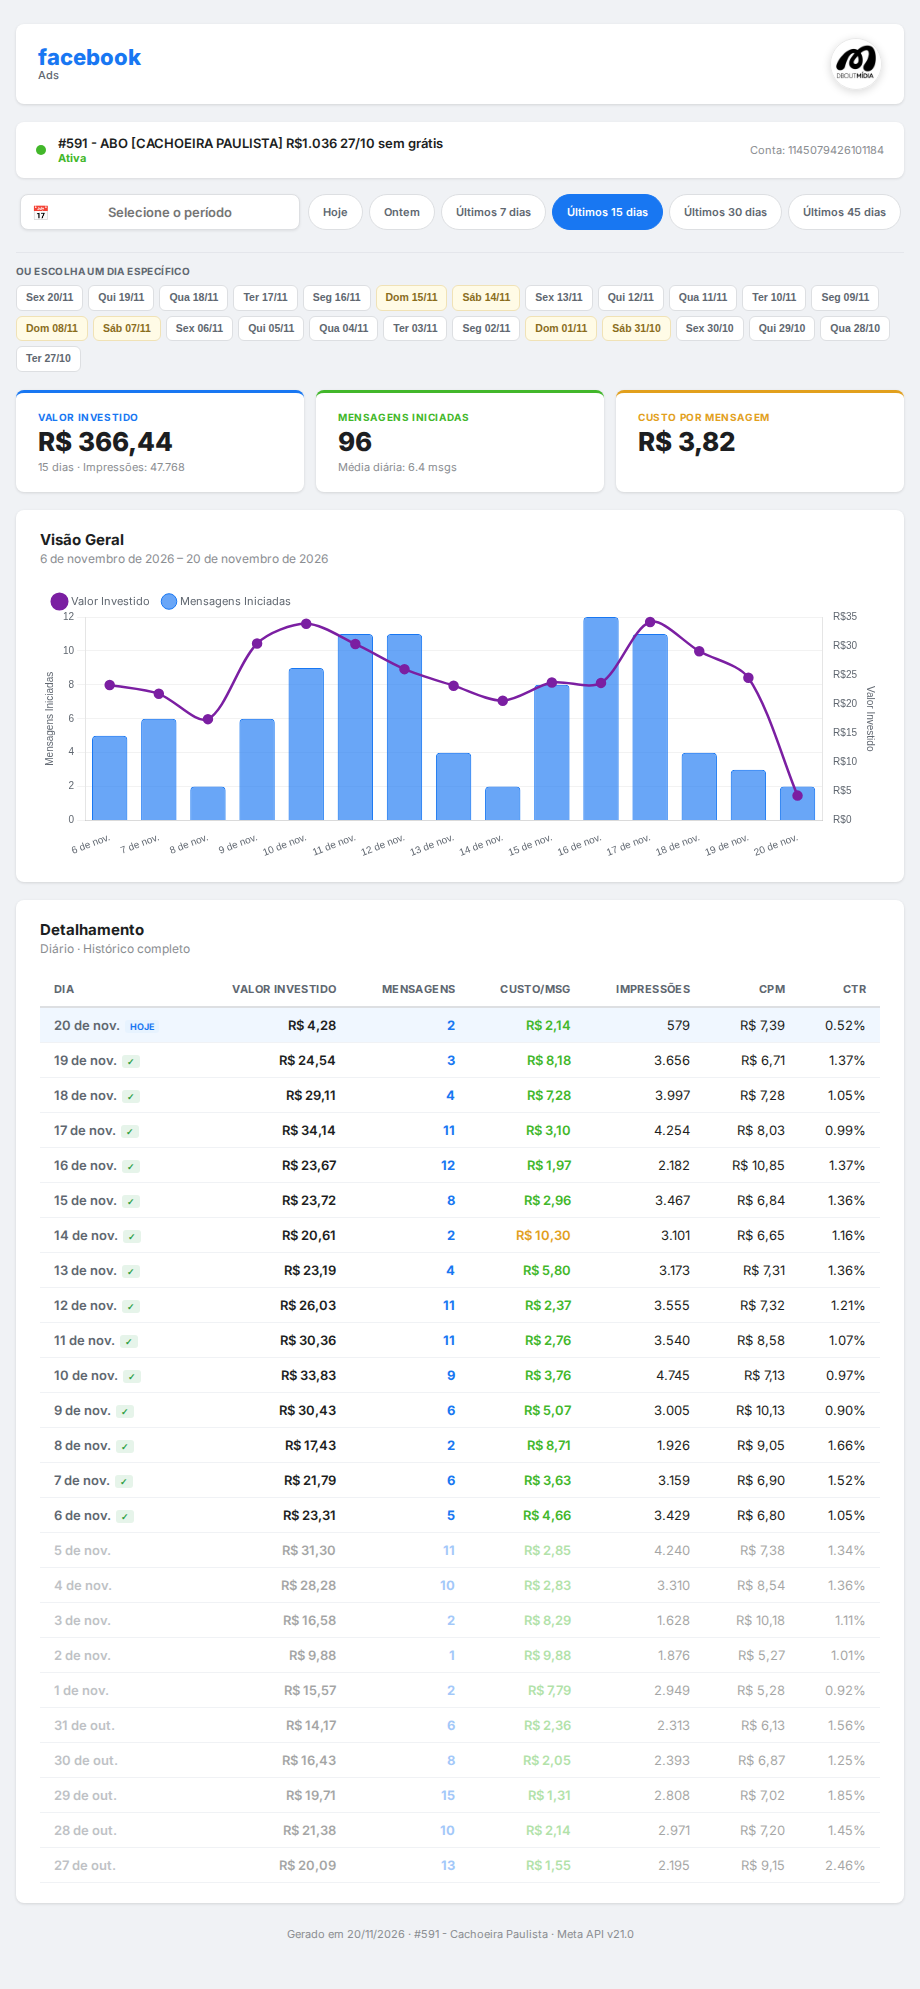 facebook
Ads
DBOUTMÍDIA
#591 - ABO [CACHOEIRA PAULISTA] R$1.036 27/10 sem grátis
Ativa
Conta: 1145079426101184
Selecione o período
Hoje
Ontem
Últimos 7 dias
Últimos 15 dias
Últimos 30 dias
Últimos 45 dias
OU ESCOLHA UM DIA ESPECÍFICO
Sex 20/11 Qui 19/11 Qua 18/11 Ter 17/11 Seg 16/11 Dom 15/11 Sáb 14/11 Sex 13/11 Qui 12/11 Qua 11/11 Ter 10/11 Seg 09/11
Dom 08/11 Sáb 07/11 Sex 06/11 Qui 05/11 Qua 04/11 Ter 03/11 Seg 02/11 Dom 01/11 Sáb 31/10 Sex 30/10 Qui 29/10 Qua 28/10
Ter 27/10
VALOR INVESTIDO
R$ 366,44
15 dias · Impressões: 47.768
MENSAGENS INICIADAS
96
Média diária: 6.4 msgs
CUSTO POR MENSAGEM
R$ 3,82
Visão Geral
6 de novembro de 2026 – 20 de novembro de 2026
Valor Investido Mensagens Iniciadas
Mensagens Iniciadas
12
10
8
6
4
2
0
R$35
R$30
R$25
R$20
R$15
R$10
R$5
R$0
Valor Investido
6 de nov. 7 de nov. 8 de nov. 9 de nov. 10 de nov. 11 de nov. 12 de nov. 13 de nov. 14 de nov. 15 de nov. 16 de nov. 17 de nov. 18 de nov. 19 de nov. 20 de nov.
Detalhamento
Diário · Histórico completo
DIA VALOR INVESTIDO MENSAGENS CUSTO/MSG IMPRESSÕES CPM CTR
20 de nov. HOJE R$ 4,28 2 R$ 2,14 579 R$ 7,39 0.52%
19 de nov. ✓ R$ 24,54 3 R$ 8,18 3.656 R$ 6,71 1.37%
18 de nov. ✓ R$ 29,11 4 R$ 7,28 3.997 R$ 7,28 1.05%
17 de nov. ✓ R$ 34,14 11 R$ 3,10 4.254 R$ 8,03 0.99%
16 de nov. ✓ R$ 23,67 12 R$ 1,97 2.182 R$ 10,85 1.37%
15 de nov. ✓ R$ 23,72 8 R$ 2,96 3.467 R$ 6,84 1.36%
14 de nov. ✓ R$ 20,61 2 R$ 10,30 3.101 R$ 6,65 1.16%
13 de nov. ✓ R$ 23,19 4 R$ 5,80 3.173 R$ 7,31 1.36%
12 de nov. ✓ R$ 26,03 11 R$ 2,37 3.555 R$ 7,32 1.21%
11 de nov. ✓ R$ 30,36 11 R$ 2,76 3.540 R$ 8,58 1.07%
10 de nov. ✓ R$ 33,83 9 R$ 3,76 4.745 R$ 7,13 0.97%
9 de nov. ✓ R$ 30,43 6 R$ 5,07 3.005 R$ 10,13 0.90%
8 de nov. ✓ R$ 17,43 2 R$ 8,71 1.926 R$ 9,05 1.66%
7 de nov. ✓ R$ 21,79 6 R$ 3,63 3.159 R$ 6,90 1.52%
6 de nov. ✓ R$ 23,31 5 R$ 4,66 3.429 R$ 6,80 1.05%
5 de nov. R$ 31,30 11 R$ 2,85 4.240 R$ 7,38 1.34%
4 de nov. R$ 28,28 10 R$ 2,83 3.310 R$ 8,54 1.36%
3 de nov. R$ 16,58 2 R$ 8,29 1.628 R$ 10,18 1.11%
2 de nov. R$ 9,88 1 R$ 9,88 1.876 R$ 5,27 1.01%
1 de nov. R$ 15,57 2 R$ 7,79 2.949 R$ 5,28 0.92%
31 de out. R$ 14,17 6 R$ 2,36 2.313 R$ 6,13 1.56%
30 de out. R$ 16,43 8 R$ 2,05 2.393 R$ 6,87 1.25%
29 de out. R$ 19,71 15 R$ 1,31 2.808 R$ 7,02 1.85%
28 de out. R$ 21,38 10 R$ 2,14 2.971 R$ 7,20 1.45%
27 de out. R$ 20,09 13 R$ 1,55 2.195 R$ 9,15 2.46%
Gerado em 20/11/2026 · #591 - Cachoeira Paulista · Meta API v21.0